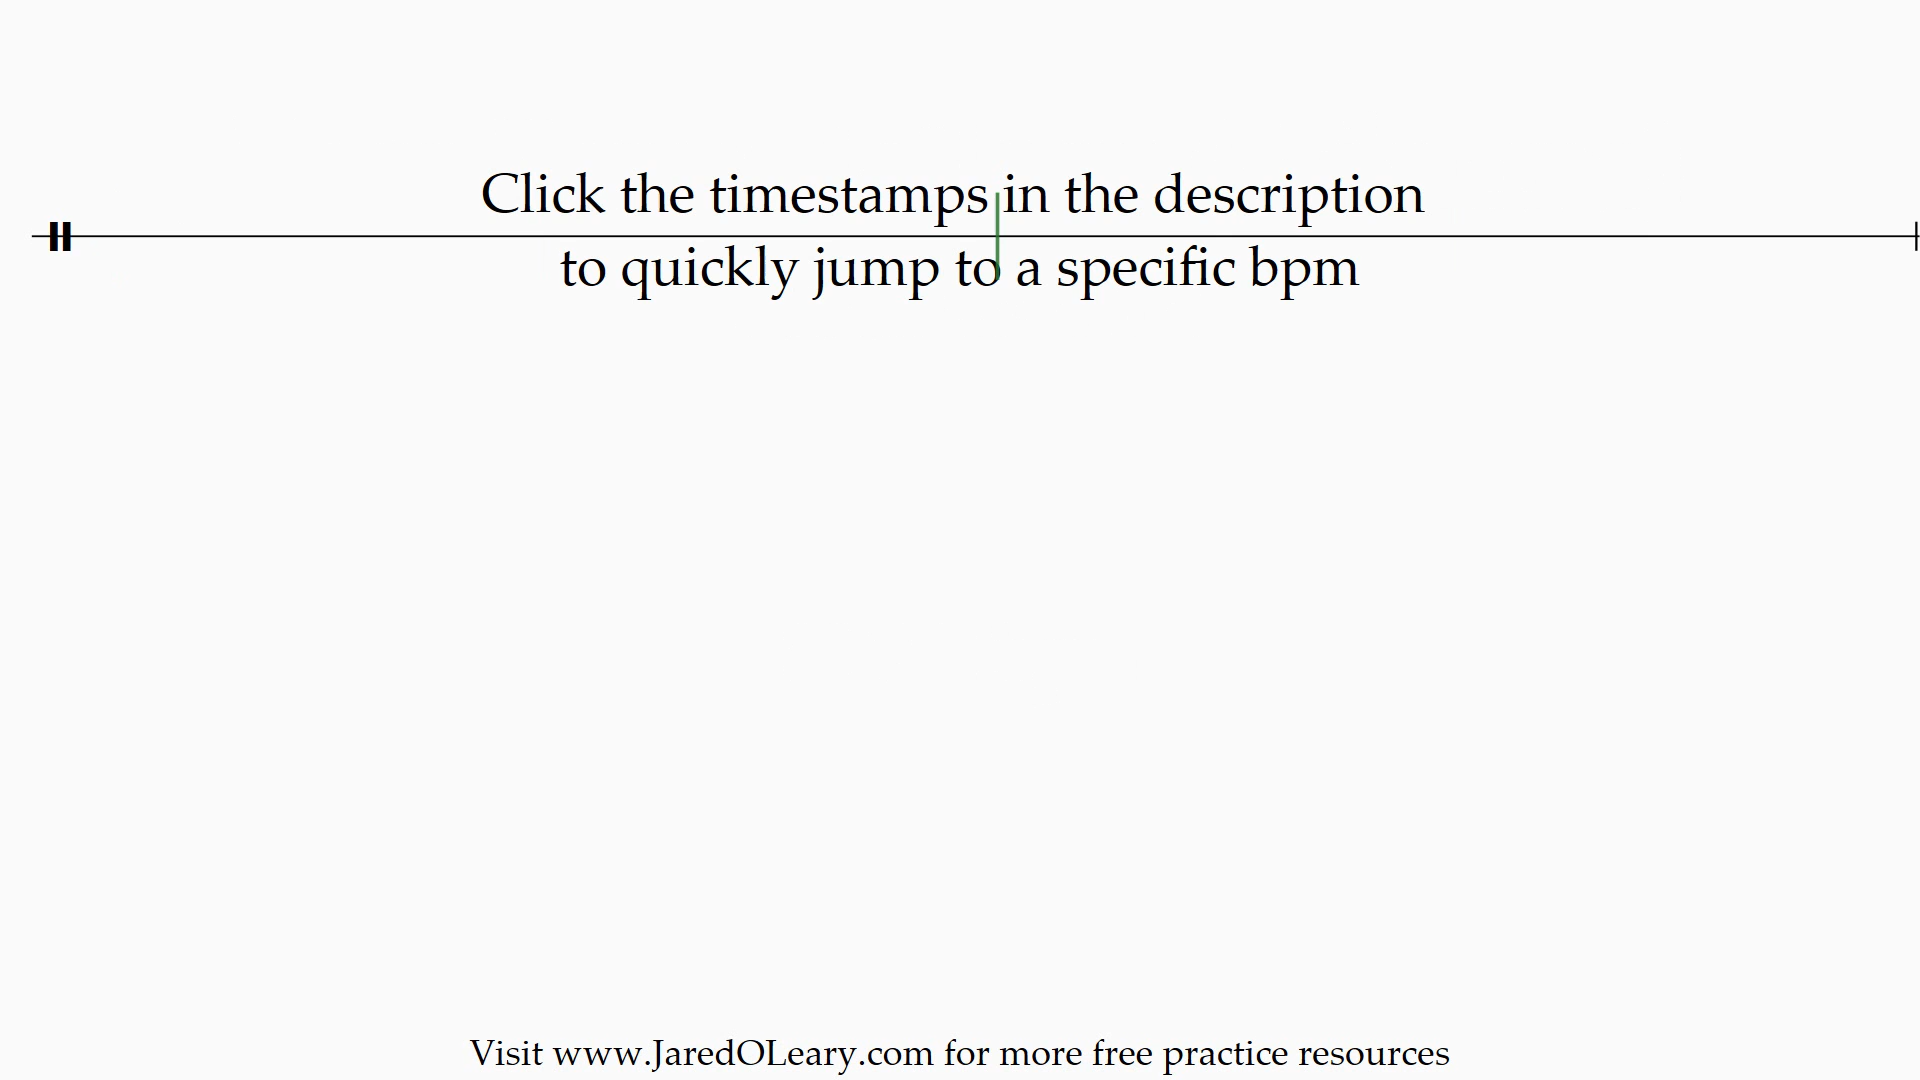 Click the timestamps in the description
to quickly jump to a specific bpm
Visit www.JaredOLeary.com for more free practice resources